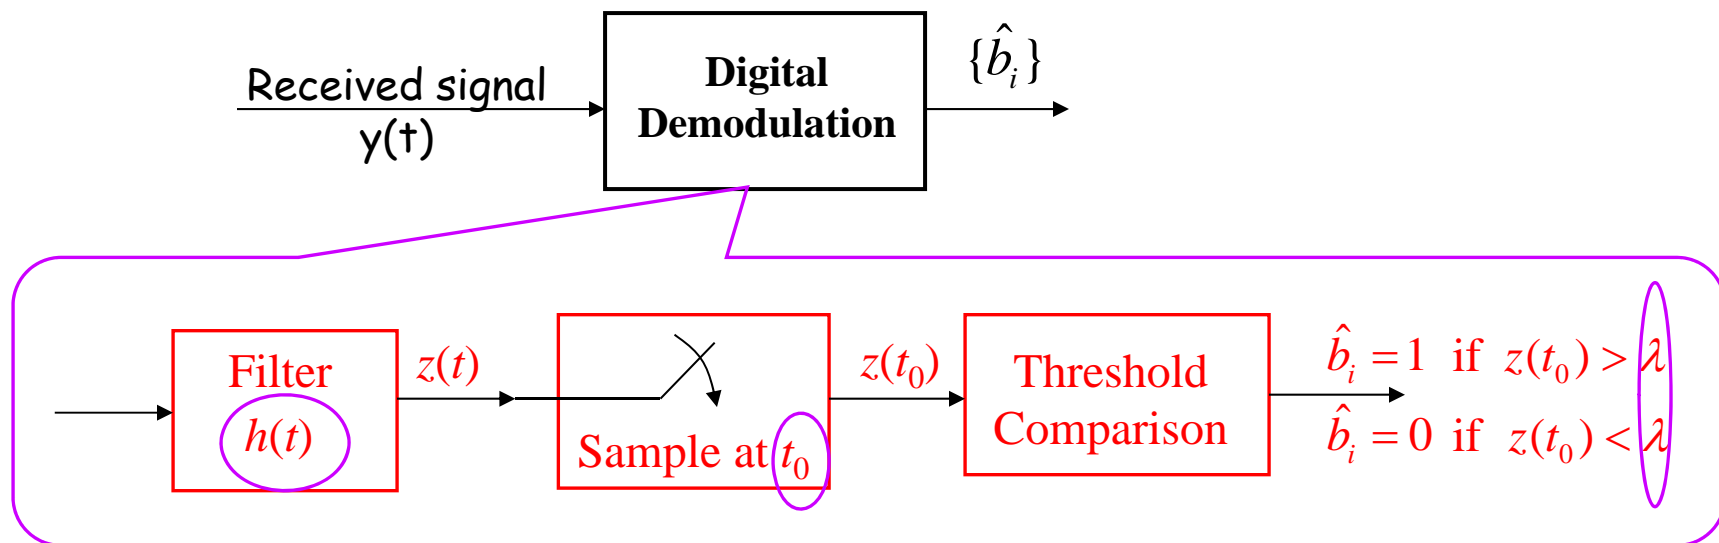 Received signal
y(t)
Digital
Demodulation
{b̂ᵢ}
Filter
h(t)
z(t)
Sample at t₀
z(t₀)
Threshold
Comparison
b̂ᵢ = 1 if z(t₀) > λ
b̂ᵢ = 0 if z(t₀) < λ